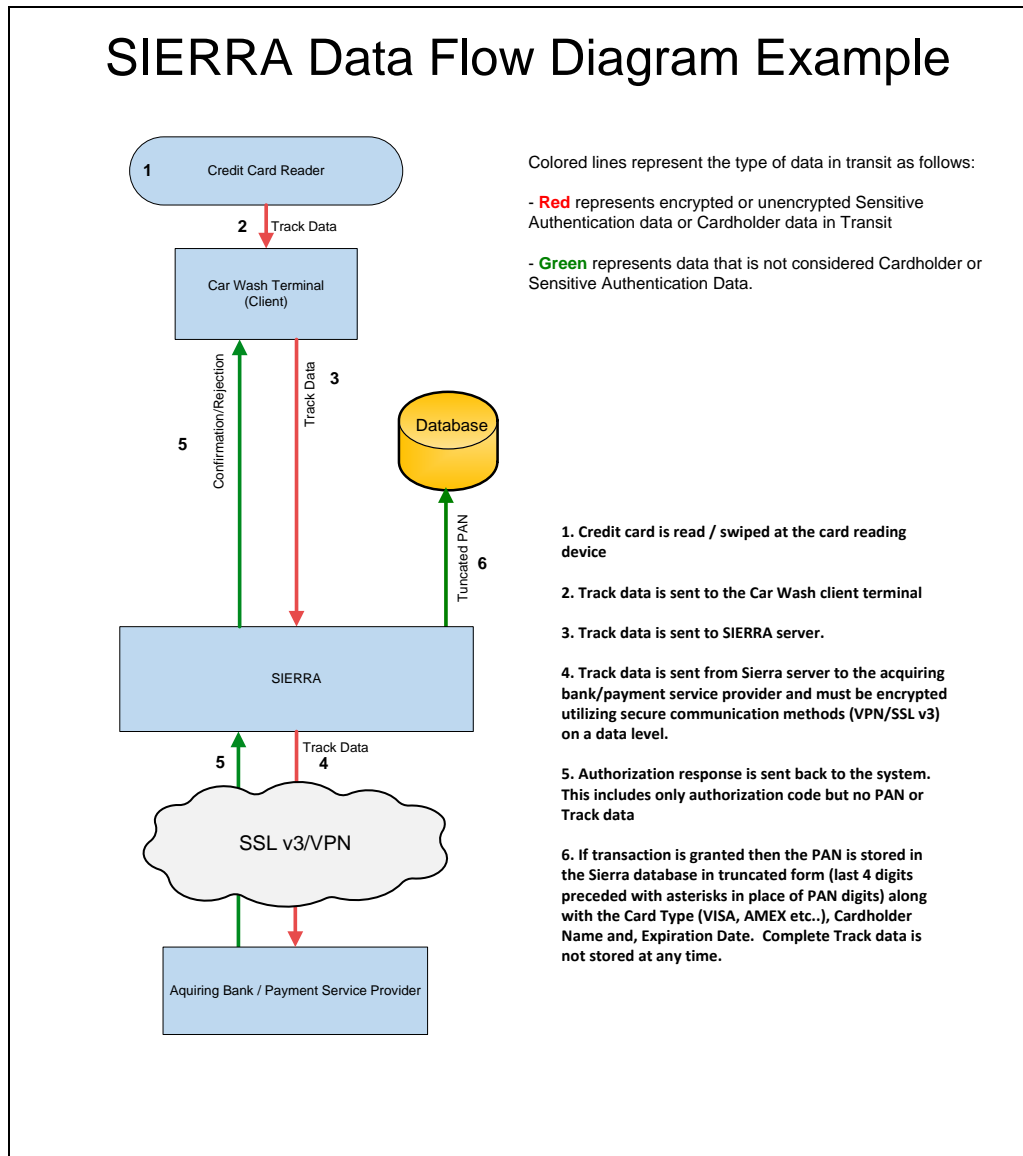 SIERRA Data Flow Diagram Example
1
Credit Card Reader
2
Track Data
Car Wash Terminal
(Client)
Confirmation/Rejection
5
Track Data
3
Database
Tuncated PAN
6
SIERRA
5
Track Data
4
SSL v3/VPN
Aquiring Bank / Payment Service Provider
Colored lines represent the type of data in transit as follows:
- Red represents encrypted or unencrypted Sensitive
Authentication data or Cardholder data in Transit
- Green represents data that is not considered Cardholder or
Sensitive Authentication Data.
1. Credit card is read / swiped at the card reading
device
2. Track data is sent to the Car Wash client terminal
3. Track data is sent to SIERRA server.
4. Track data is sent from Sierra server to the acquiring
bank/payment service provider and must be encrypted
utilizing secure communication methods (VPN/SSL v3)
on a data level.
5. Authorization response is sent back to the system.
This includes only authorization code but no PAN or
Track data
6. If transaction is granted then the PAN is stored in
the Sierra database in truncated form (last 4 digits
preceded with asterisks in place of PAN digits) along
with the Card Type (VISA, AMEX etc..), Cardholder
Name and, Expiration Date.  Complete Track data is
not stored at any time.